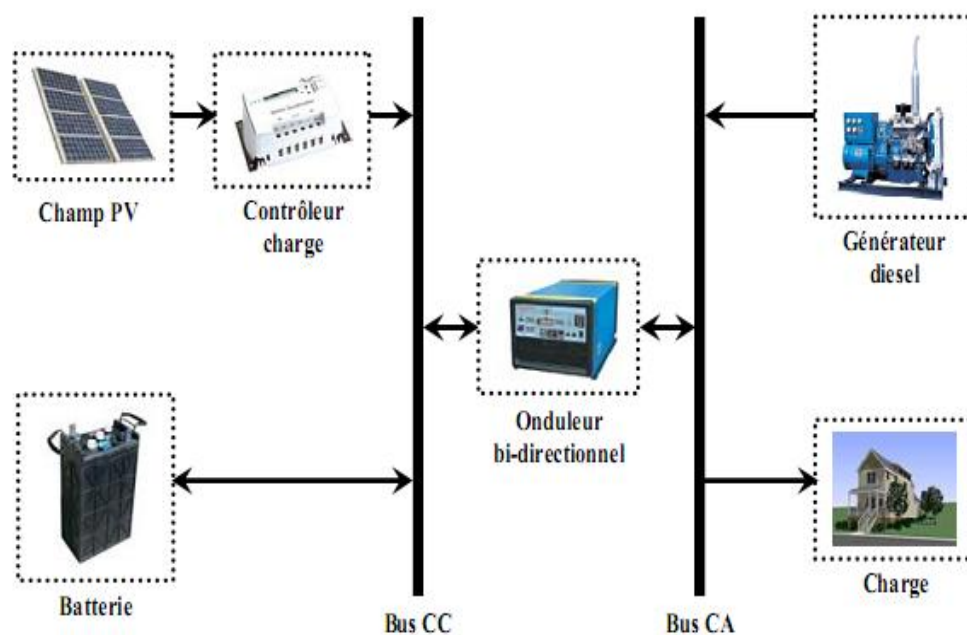 Champ PV
Contrôleur
charge
Générateur
diesel
Onduleur
bi-directionnel
Batterie
Charge
Bus CC
Bus CA